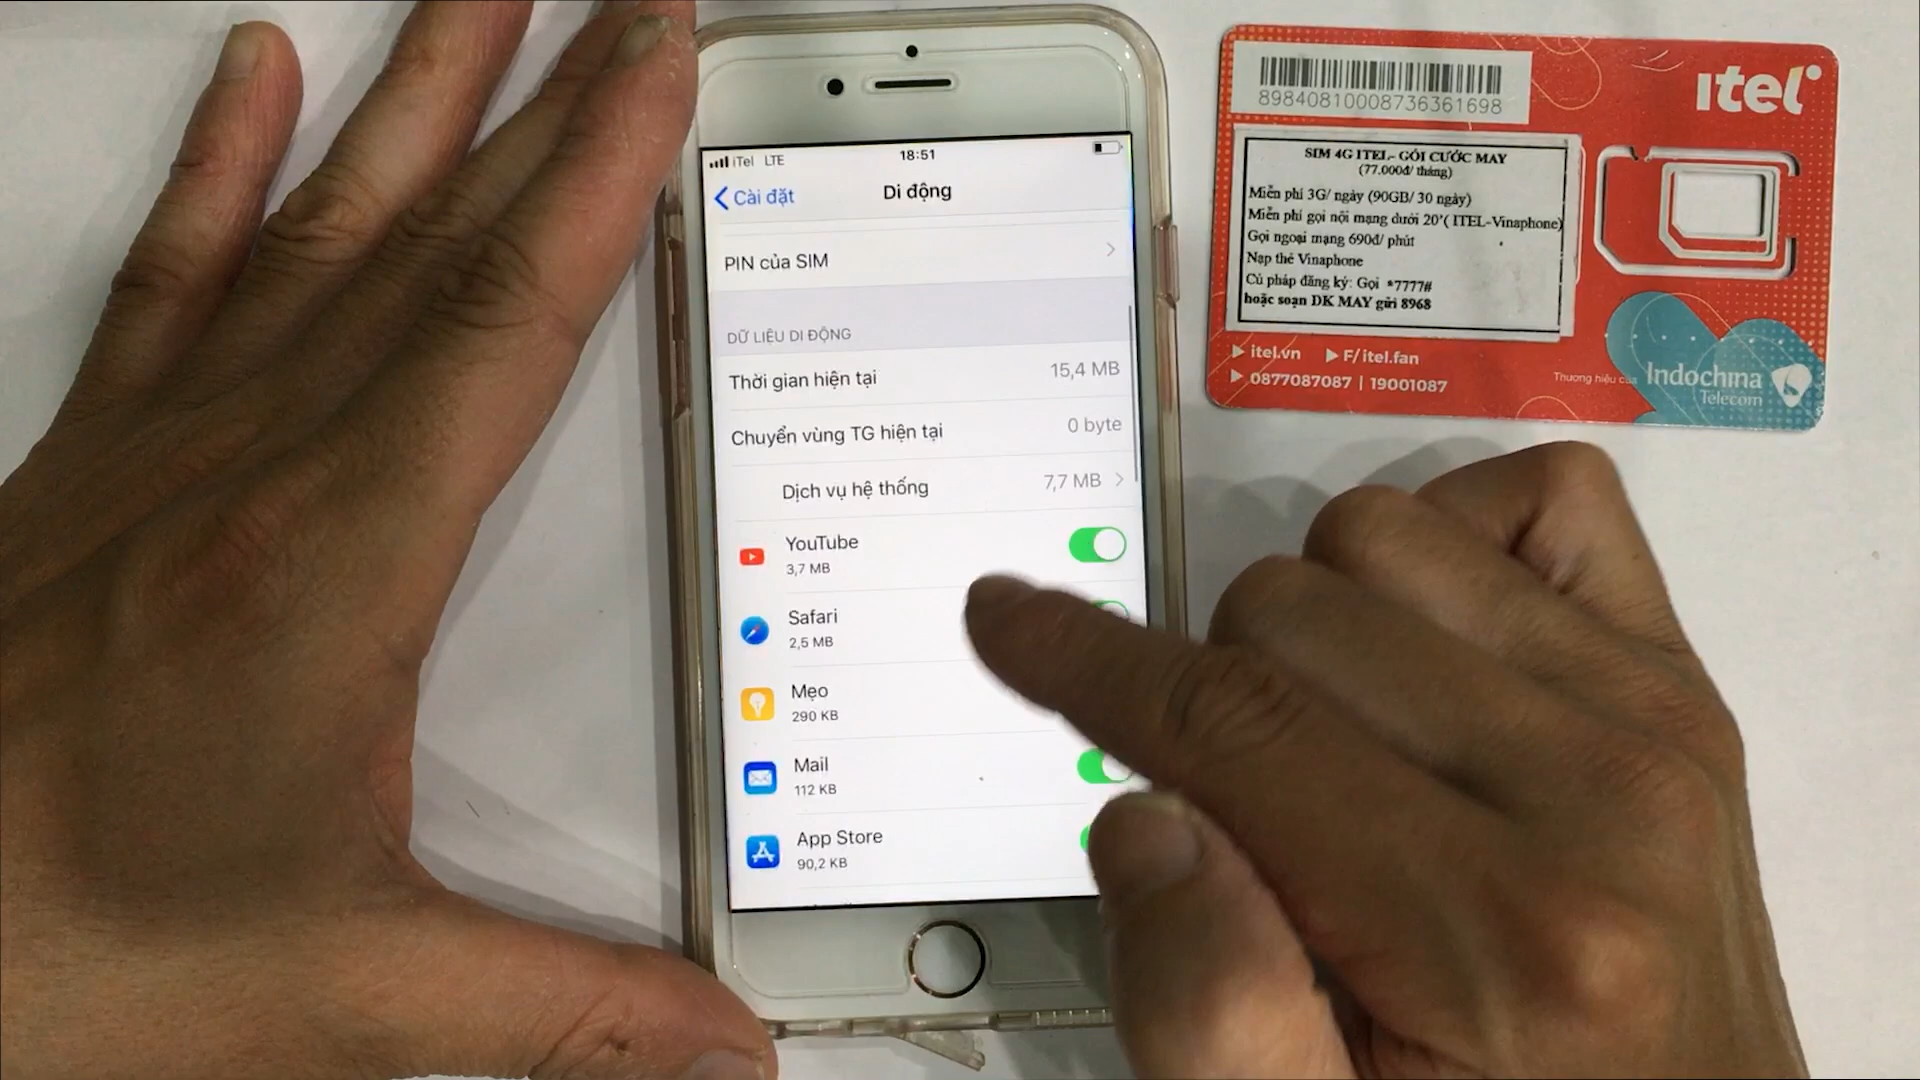 iTel LTE
18:51
Cài đặt
Di động
PIN của SIM
DỮ LIỆU DI ĐỘNG
Thời gian hiện tại
15,4 MB
Chuyển vùng TG hiện tại
0 byte
Dịch vụ hệ thống
7,7 MB
YouTube
3,7 MB
Safari
2,5 MB
Mẹo
290 KB
Mail
112 KB
App Store
90,2 KB
89840810008736361698
itel
SIM 4G ITEL- GÓI CƯỚC MAY
(77.000đ/ tháng)
Miễn phí 3G/ ngày (90GB/ 30 ngày)
Miễn phí gọi nội mạng dưới 20'( ITEL-Vinaphone)
Gọi ngoại mạng 690đ/ phút
Nạp thẻ Vinaphone
Cú pháp đăng ký: Gọi *7777#
hoặc soạn DK MAY gửi 8968
itel.vn F/itel.fan
0877087087 | 19001087
Thương hiệu của
Indochina
Telecom